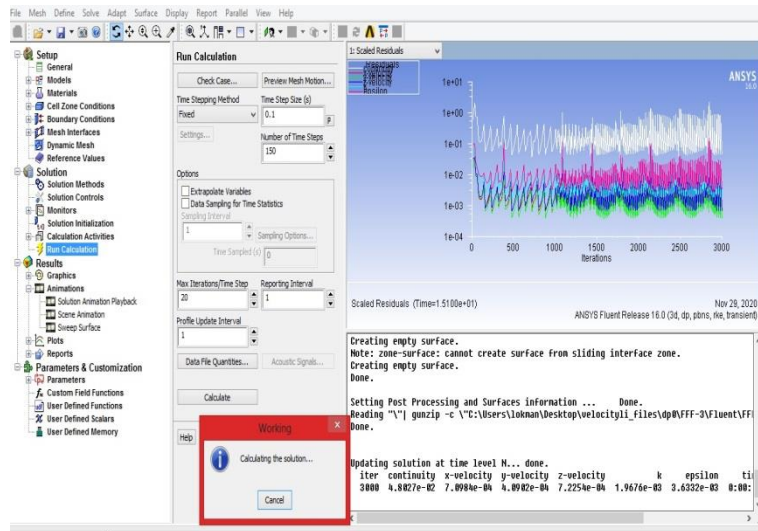 File Mesh Define Solve Adapt Surface Display Report Parallel View Help
Setup
General
Models
Materials
Cell Zone Conditions
Boundary Conditions
Mesh Interfaces
Dynamic Mesh
Reference Values
Solution
Solution Methods
Solution Controls
Monitors
Solution Initialization
Calculation Activities
Run Calculation
Results
Graphics
Animations
Solution Animation Playback
Scene Animation
Sweep Surface
Plots
Reports
Parameters & Customization
Parameters
Custom Field Functions
User Defined Functions
User Defined Scalars
User Defined Memory
Run Calculation
Check Case... Preview Mesh Motion...
Time Stepping Method Time Step Size (s)
Fixed 0.1
Settings... Number of Time Steps
150
Options
Extrapolate Variables
Data Sampling for Time Statistics
Sampling Interval
1 Sampling Options...
Time Sampled (s) 0
Max Iterations/Time Step Reporting Interval
20 1
Profile Update Interval
1
Data File Quantities... Acoustic Signals...
Calculate
Help
Working x
Calculating the solution...
Cancel
1: Scaled Residuals
Residuals
epsilon
ANSYS
16.0
1e+01
1e+00
1e-01
1e-02
1e-03
1e-04
0 500 1000 1500 2000 2500 3000
Iterations
Scaled Residuals (Time=1.5100e+01) Nov 29, 2020
ANSYS Fluent Release 16.0 (3d, dp, pbns, rke, transient)
Creating empty surface.
Note: zone-surface: cannot create surface from sliding interface zone.
Creating empty surface.
Done.
Setting Post Processing and Surfaces information ... Done.
Reading "\"| gunzip -c \"C:\Users\lokman\Desktop\velocityli_files\dp0\FFF-3\Fluent\FF
Done.
Updating solution at time level N... done.
iter continuity x-velocity y-velocity z-velocity k epsilon ti
3000 4.8027e-02 7.0984e-04 4.0902e-04 7.2254e-04 1.9676e-03 3.6332e-03 0:00: